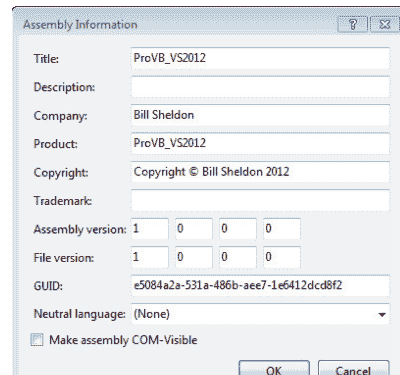 Assembly Information
Title: ProVB_VS2012
Description:
Company: Bill Sheldon
Product: ProVB_VS2012
Copyright: Copyright © Bill Sheldon 2012
Trademark:
Assembly version: 1 0 0 0
File version: 1 0 0 0
GUID: e5084a2a-531a-486b-aee7-1e6412dcd8f2
Neutral language: (None)
Make assembly COM-Visible
OK Cancel